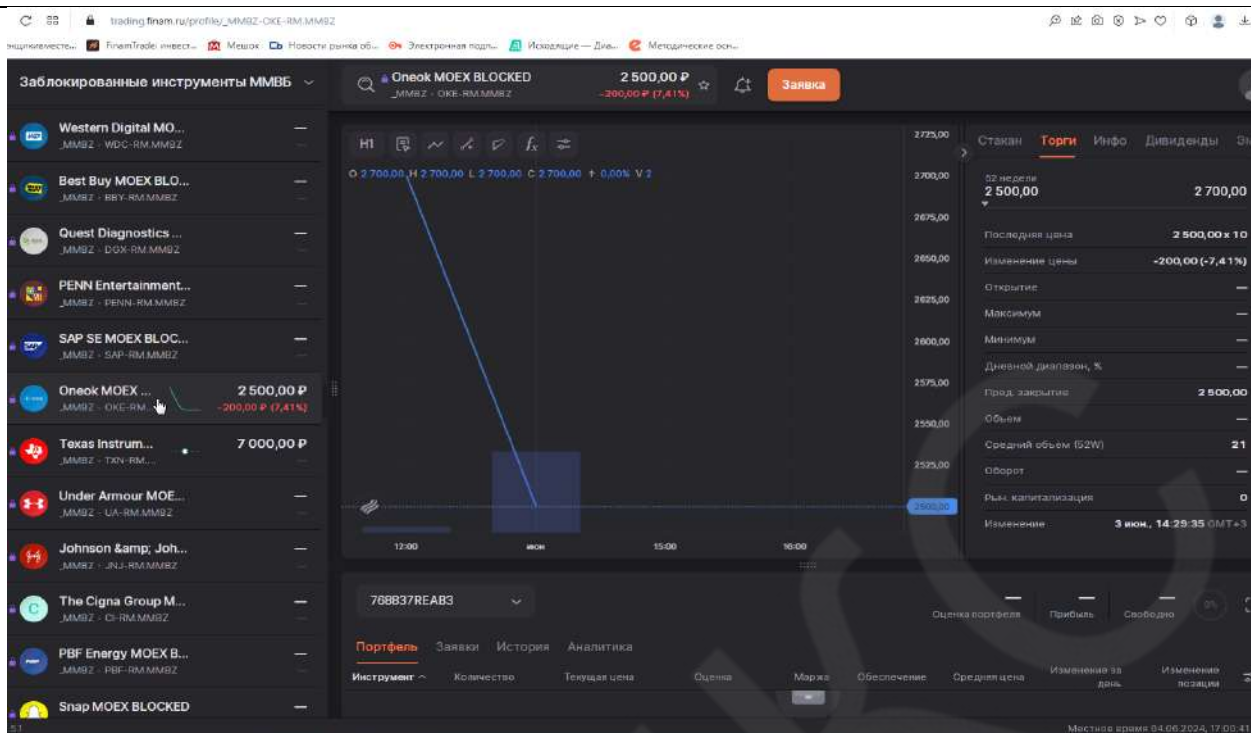 trading.finam.ru/profile/_MMBZ-OKE-RM.MMBZ
FinamTrade: инвест... Мешок Новости рынка об... Электронная подп... Исходящие — Диа... Методические осн...
Заблокированные инструменты ММВБ
Oneok MOEX BLOCKED 2 500,00 ₽
_MMBZ - OKE-RM.MMBZ -200,00 ₽ (7,41%)
Заявка
Western Digital MO... —
_MMBZ - WDC-RM.MMBZ
Best Buy MOEX BLO... —
_MMBZ - BBY-RM.MMBZ
Quest Diagnostics ... —
_MMBZ - DGX-RM.MMBZ
PENN Entertainment... —
_MMBZ - PENN-RM.MMBZ
SAP SE MOEX BLOC... —
_MMBZ - SAP-RM.MMBZ
Oneok MOEX ... 2 500,00 ₽
_MMBZ - OKE-RM... -200,00 ₽ (7,41%)
Texas Instrum... 7 000,00 ₽
_MMBZ - TXN-RM....
Under Armour MOE... —
_MMBZ - UA-RM.MMBZ
Johnson &amp; Joh... —
_MMBZ - JNJ-RM.MMBZ
The Cigna Group M... —
_MMBZ - CI-RM.MMBZ
PBF Energy MOEX B... —
_MMBZ - PBF-RM.MMBZ
Snap MOEX BLOCKED —
H1
O 2 700,00 H 2 700,00 L 2 700,00 C 2 700,00 + 0,00% V 2
2725,00
2700,00
2675,00
2650,00
2625,00
2600,00
2575,00
2550,00
2525,00
2500,00
12:00 июн 15:00 16:00
Стакан Торги Инфо Дивиденды
52 недели
2 500,00 2 700,00
Последняя цена 2 500,00 x 10
Изменение цены -200,00 (-7,41%)
Открытие —
Максимум —
Минимум —
Дневной диапазон, % —
Пред. закрытие 2 500,00
Объем —
Средний объём (52W) 21
Оборот —
Рын. капитализация 0
Изменение 3 июн., 14:29:35 GMT+3
768837REAB3
Оценка портфеля Прибыль Свободно 0%
Портфель Заявки История Аналитика
Инструмент Количество Текущая цена Оценка Маржа Обеспечение Средняя цена Изменение за день Изменение позиции
Местное время 04.06.2024, 17:00:41